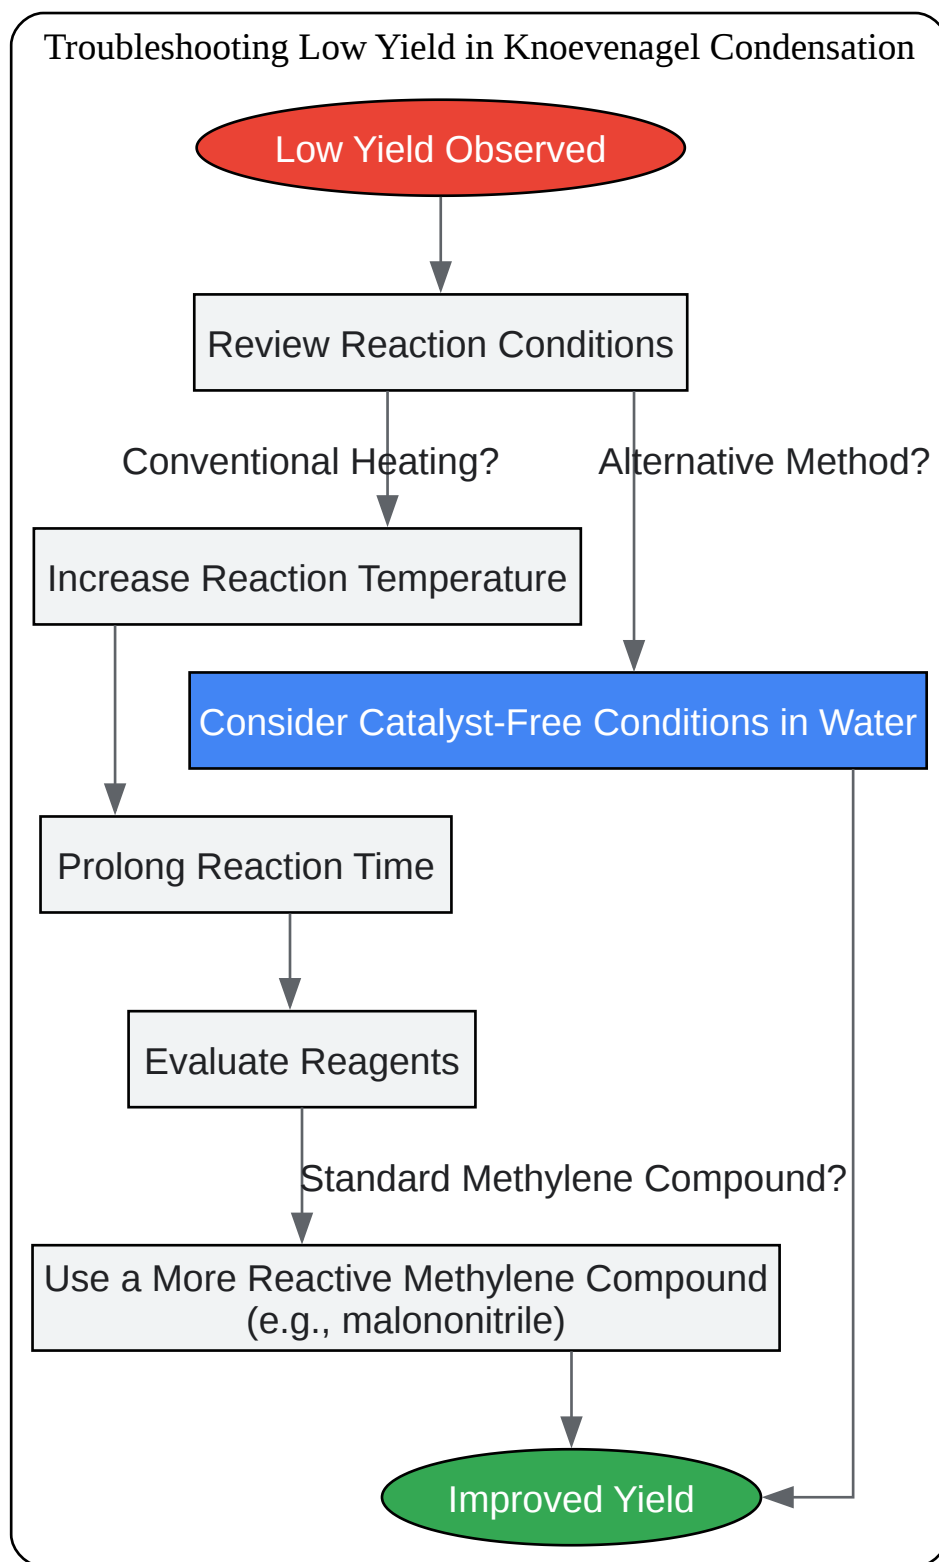 Troubleshooting Low Yield in Knoevenagel Condensation
Low Yield Observed
Review Reaction Conditions
Conventional Heating?
Alternative Method?
Increase Reaction Temperature
Consider Catalyst-Free Conditions in Water
Prolong Reaction Time
Evaluate Reagents
Standard Methylene Compound?
Use a More Reactive Methylene Compound
(e.g., malononitrile)
Improved Yield